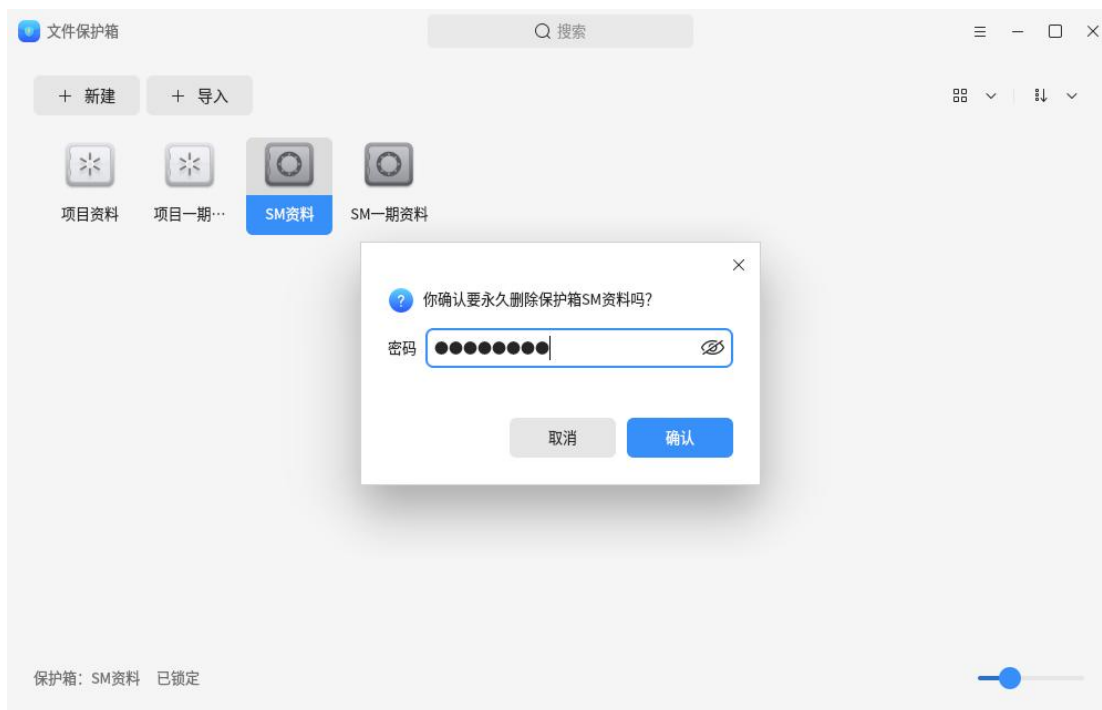 文件保护箱
搜索
+ 新建
+ 导入
项目资料
项目一期…
SM资料
SM一期资料
你确认要永久删除保护箱SM资料吗?
密码
取消
确认
保护箱: SM资料 已锁定